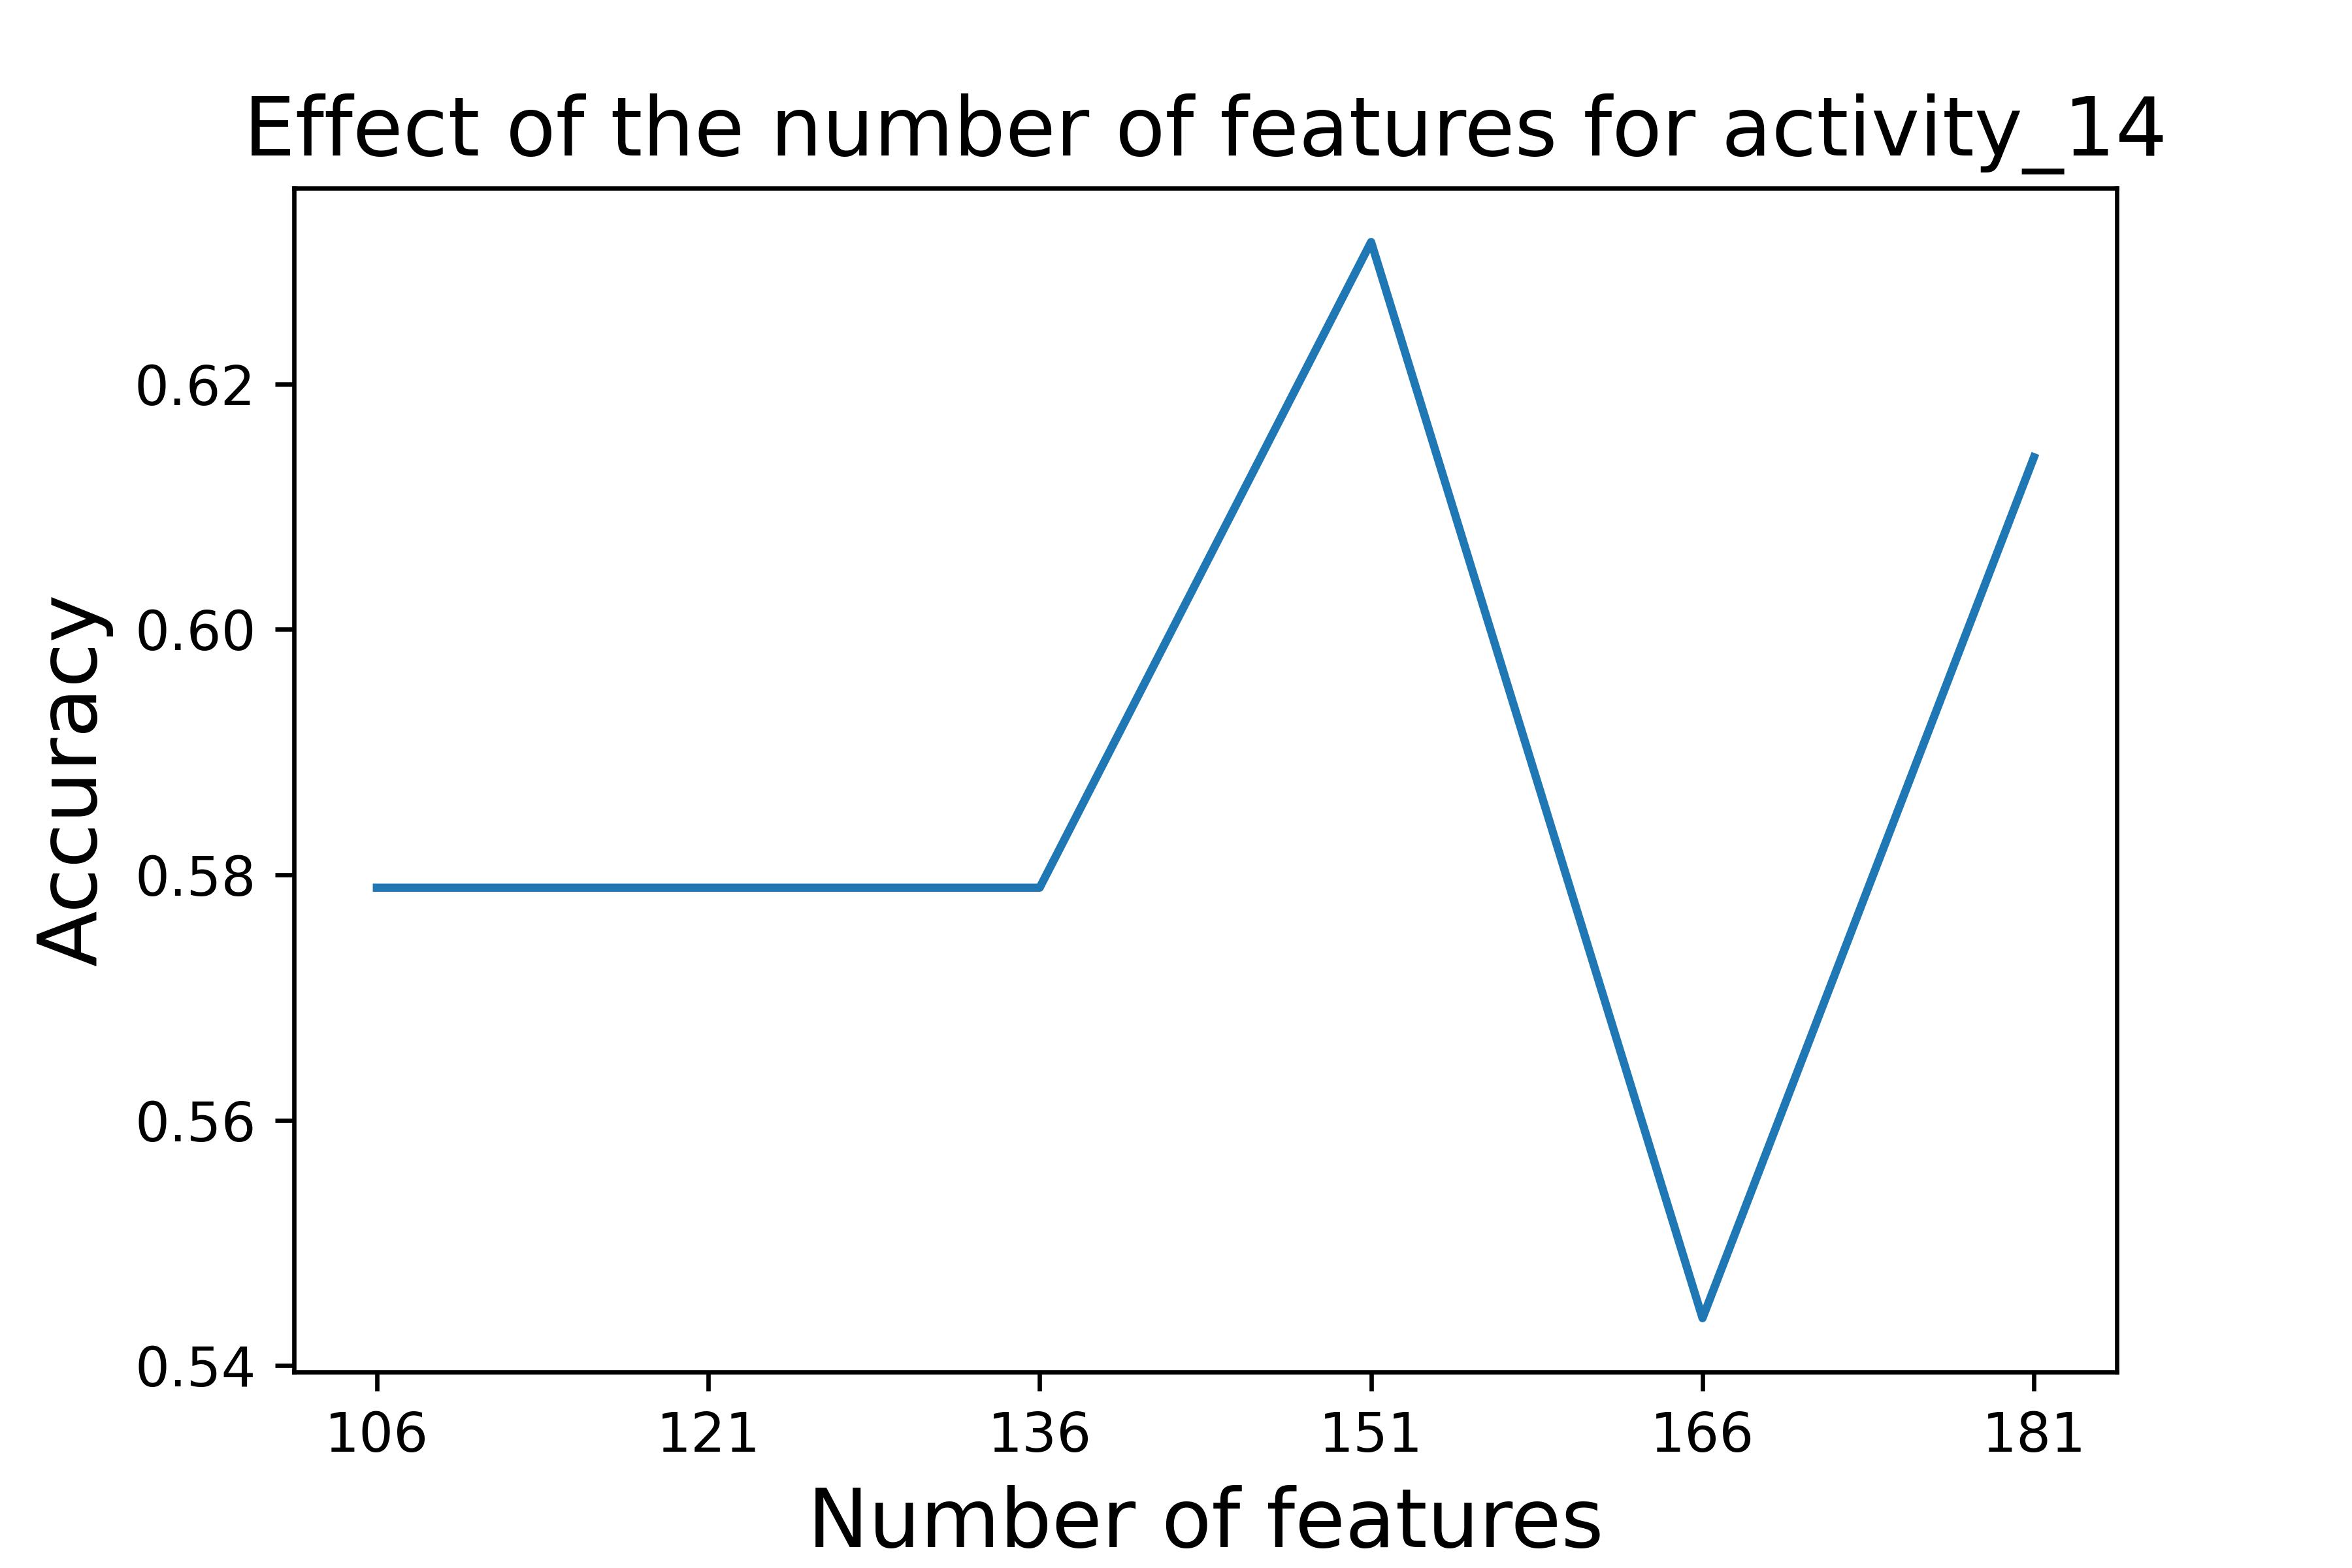 Effect of the number of features for activity_14
Accuracy
0.62
0.60
0.58
0.56
0.54
106 121 136 151 166 181
Number of features